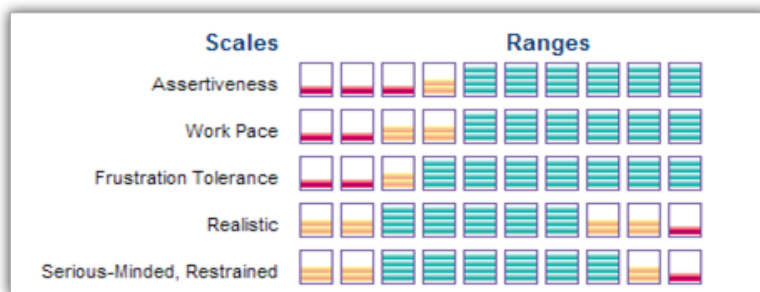 Scales Ranges
Assertiveness
Work Pace
Frustration Tolerance
Realistic
Serious-Minded, Restrained